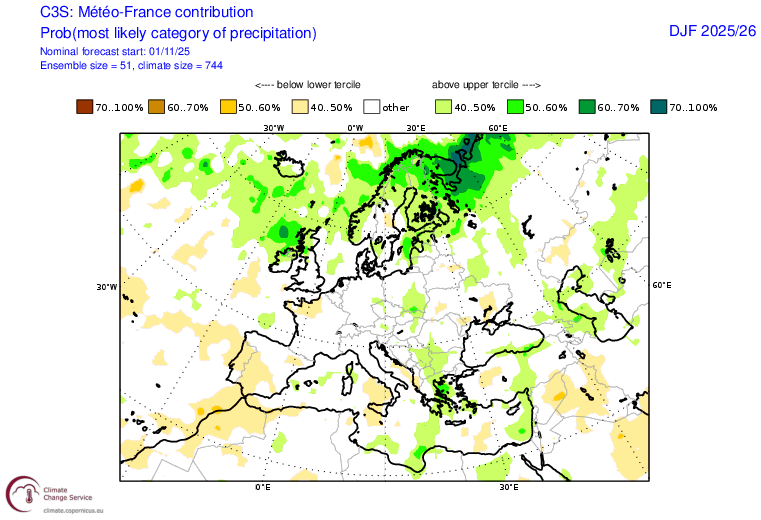 C3S: Météo-France contribution
Prob(most likely category of precipitation)
DJF 2025/26
Nominal forecast start: 01/11/25
Ensemble size = 51, climate size = 744
<---- below lower tercile above upper tercile ---->
70..100% 60..70% 50..60% 40..50% other 40..50% 50..60% 60..70% 70..100%
30°W 0°W 30°E 60°E
30°W
60°E
0°E 30°E
Climate
Change Service
climate.copernicus.eu